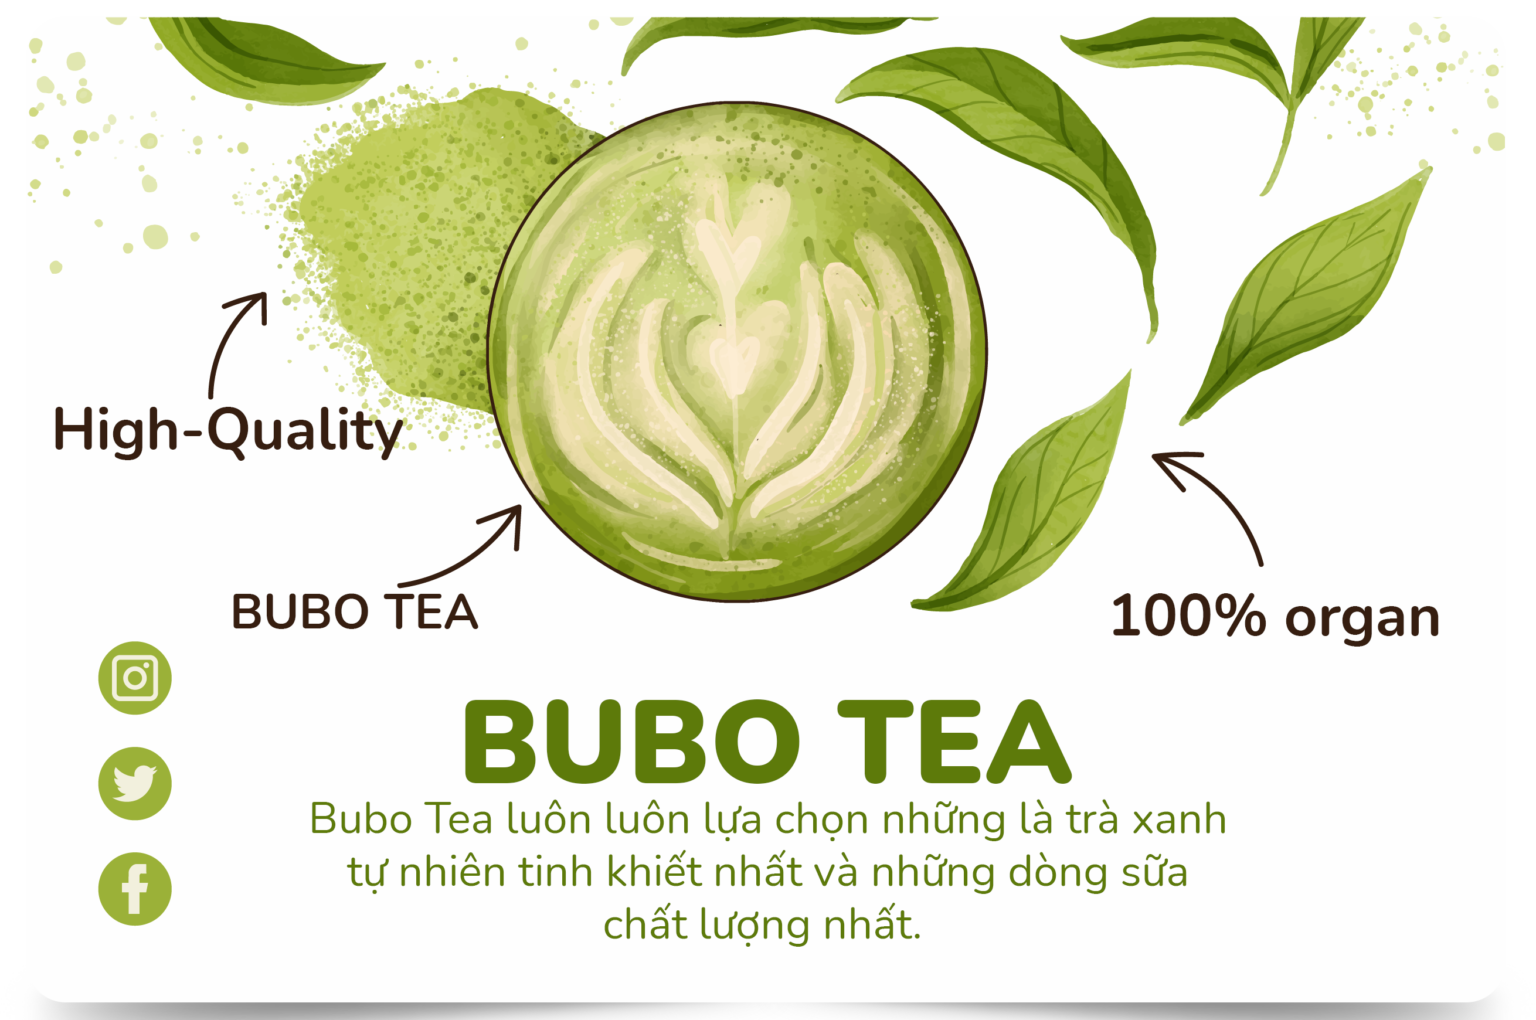 High-Quality
BUBO TEA
100% organ
BUBO TEA
Bubo Tea luôn luôn lựa chọn những là trà xanh
tự nhiên tinh khiết nhất và những dòng sữa
chất lượng nhất.